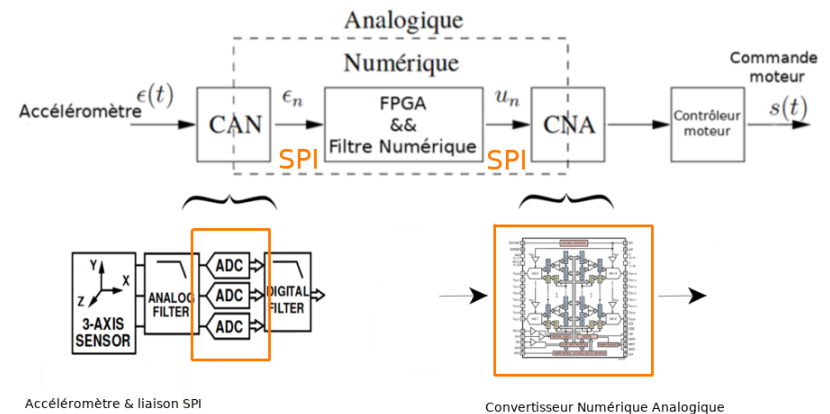 Analogique
Numérique
Commande
moteur
Accéléromètre
ϵ(t)
CAN
ϵn
FPGA
&&
Filtre Numérique
un
CNA
Contrôleur
moteur
s(t)
SPI
SPI
Y
X
Z
3-AXIS
SENSOR
ANALOG
FILTER
ADC
ADC
ADC
DIGITAL
FILTER
Accéléromètre & liaison SPI
Convertisseur Numérique Analogique